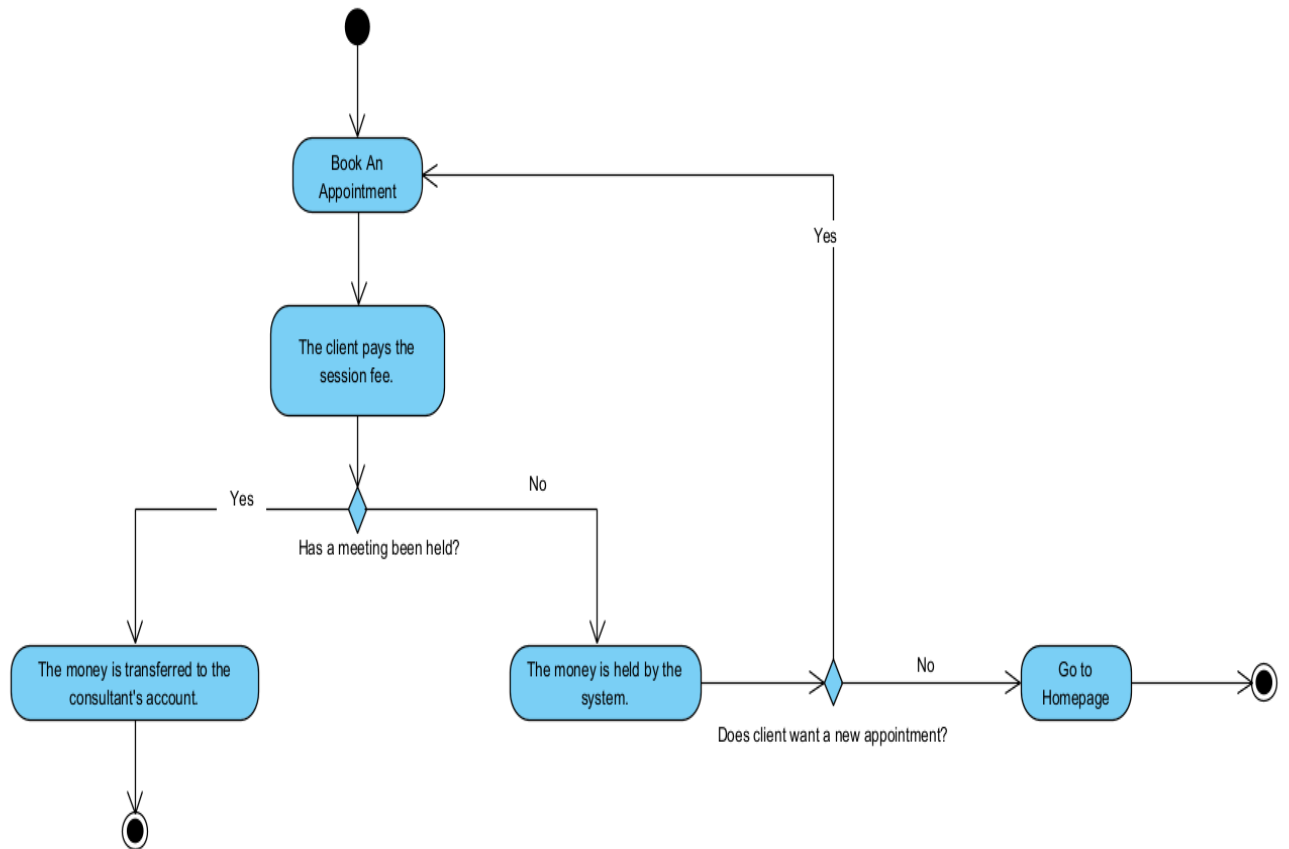 Book An
Appointment
Yes
The client pays the
session fee.
Yes
No
Has a meeting been held?
The money is transferred to the
consultant's account.
The money is held by the
system.
No
Go to
Homepage
Does client want a new appointment?